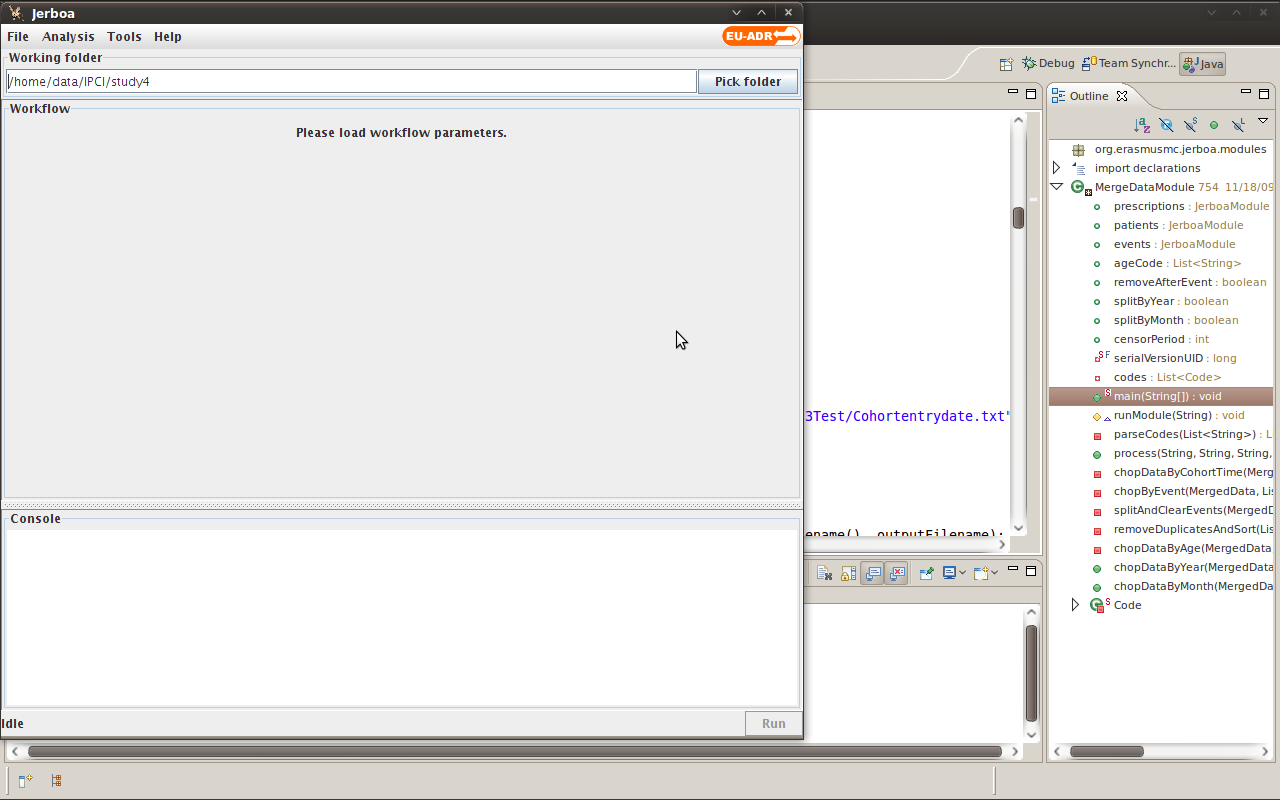 Jerboa
File Analysis Tools Help
EU-ADR
Working folder
/home/data/IPCI/study4
Pick folder
Workflow
Please load workflow parameters.
Console
Idle
Run
Debug
Team Synchr...
Java
3Test/Cohortentrydate.txt"
ename(), outputFilename);
Outline
org.erasmusmc.jerboa.modules
import declarations
MergeDataModule 754 11/18/09
prescriptions : JerboaModule
patients : JerboaModule
events : JerboaModule
ageCode : List<String>
removeAfterEvent : boolean
splitByYear : boolean
splitByMonth : boolean
censorPeriod : int
serialVersionUID : long
codes : List<Code>
main(String[]) : void
runModule(String) : void
parseCodes(List<String>) : L
process(String, String, String,
chopDataByCohortTime(Merg
chopByEvent(MergedData, Lis
splitAndClearEvents(MergedD
removeDuplicatesAndSort(Lis
chopDataByAge(MergedData
chopDataByYear(MergedData
chopDataByMonth(MergedDa
Code